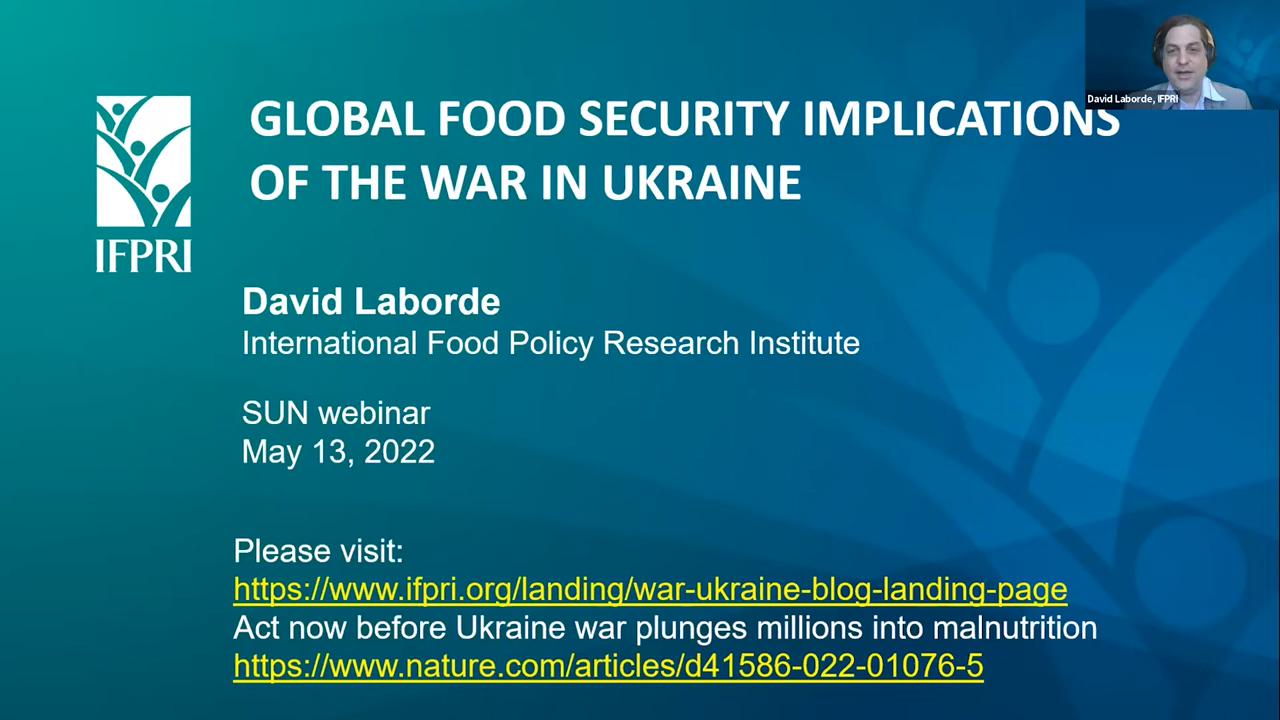 David Laborde, IFPRI
GLOBAL FOOD SECURITY IMPLICATIONS
OF THE WAR IN UKRAINE
IFPRI
David Laborde
International Food Policy Research Institute
SUN webinar
May 13, 2022
Please visit:
https://www.ifpri.org/landing/war-ukraine-blog-landing-page
Act now before Ukraine war plunges millions into malnutrition
https://www.nature.com/articles/d41586-022-01076-5